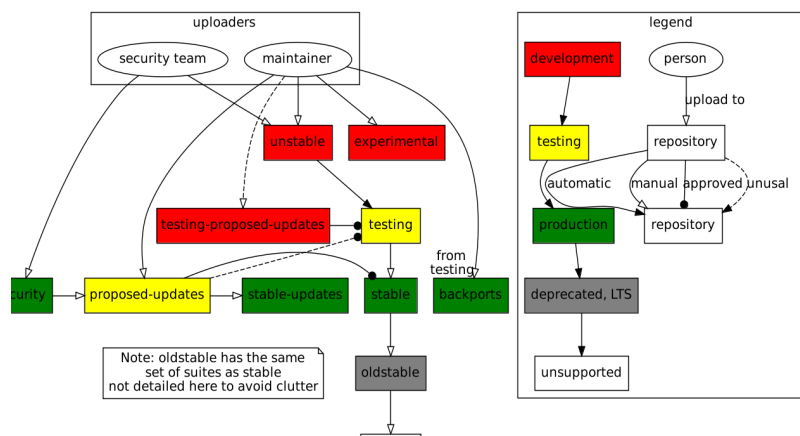 uploaders
security team
maintainer
unstable
experimental
testing-proposed-updates
testing
from
testing
curity
proposed-updates
stable-updates
stable
backports
Note: oldstable has the same
set of suites as stable
not detailed here to avoid clutter
oldstable
legend
development
person
upload to
testing
repository
automatic
manual
approved
unusal
production
repository
deprecated, LTS
unsupported